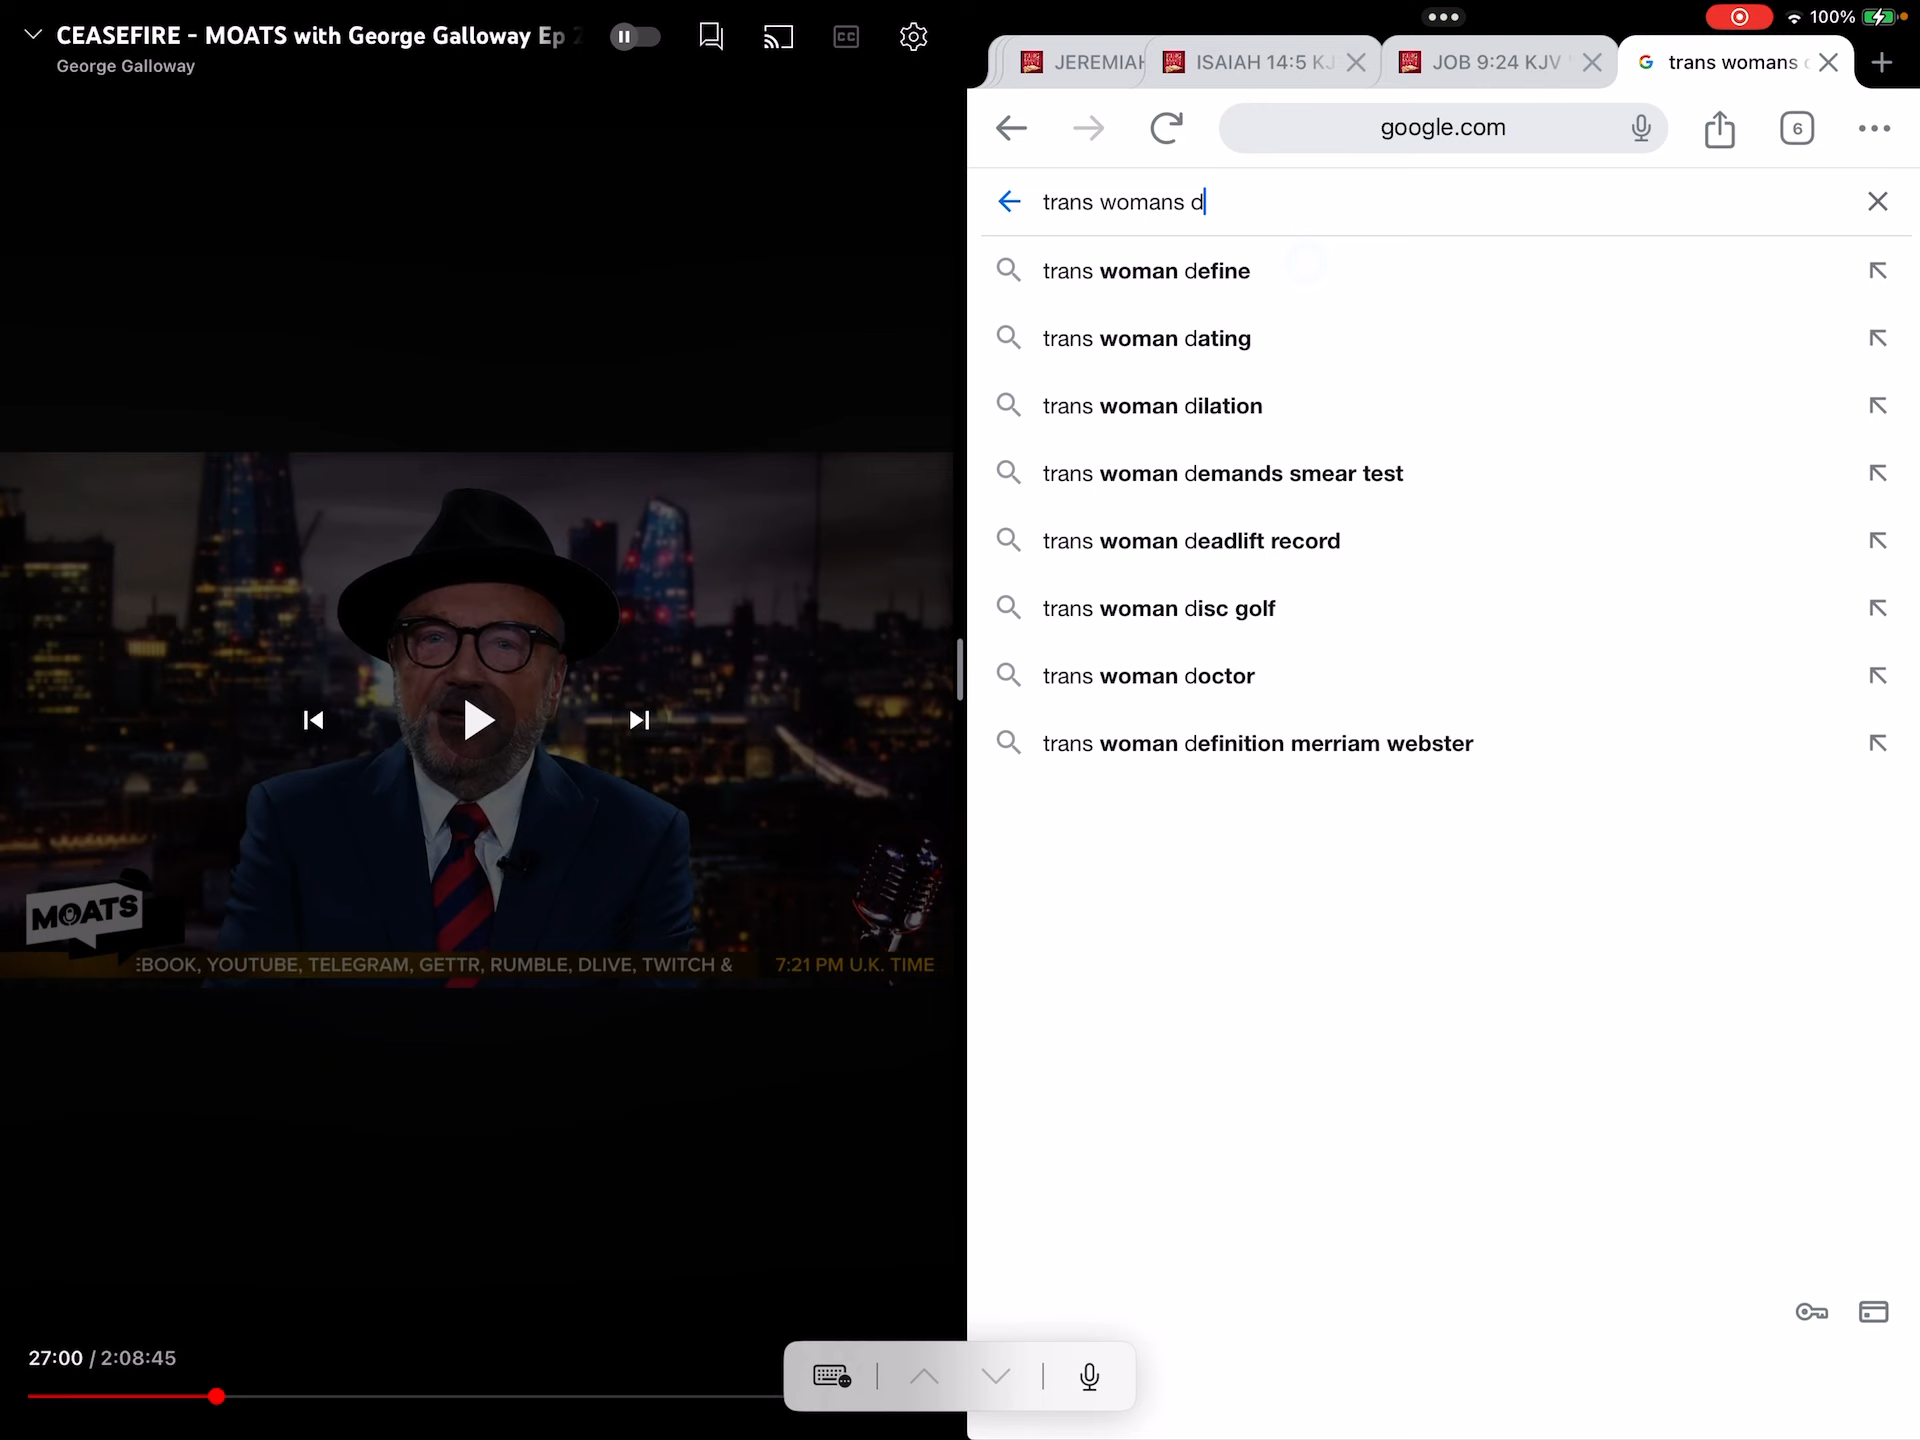 CEASEFIRE - MOATS with George Galloway Ep
George Galloway
CC
MOATS
BOOK, YOUTUBE, TELEGRAM, GETTR, RUMBLE, DLIVE, TWITCH &
7:21 PM U.K. TIME
27:00 / 2:08:45
100%
JEREMIAH
ISAIAH 14:5 KJ
JOB 9:24 KJV
trans womans
google.com
6
trans womans d
trans woman define
trans woman dating
trans woman dilation
trans woman demands smear test
trans woman deadlift record
trans woman disc golf
trans woman doctor
trans woman definition merriam webster